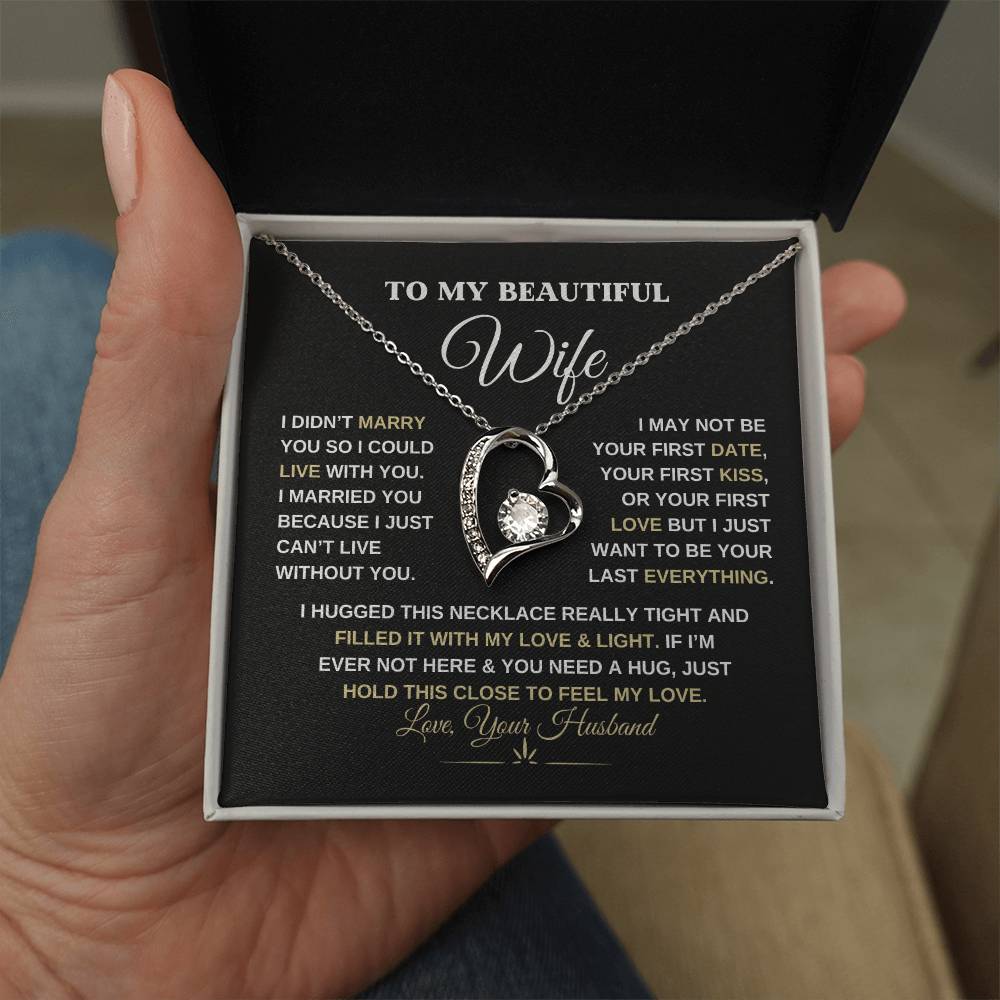 TO MY BEAUTIFUL
Wife
I DIDN'T MARRY
YOU SO I COULD
LIVE WITH YOU.
I MARRIED YOU
BECAUSE I JUST
CAN'T LIVE
WITHOUT YOU.
I MAY NOT BE
YOUR FIRST DATE,
YOUR FIRST KISS,
OR YOUR FIRST
LOVE BUT I JUST
WANT TO BE YOUR
LAST EVERYTHING.
I HUGGED THIS NECKLACE REALLY TIGHT AND
FILLED IT WITH MY LOVE & LIGHT. IF I'M
EVER NOT HERE & YOU NEED A HUG, JUST
HOLD THIS CLOSE TO FEEL MY LOVE.
Love, Your Husband